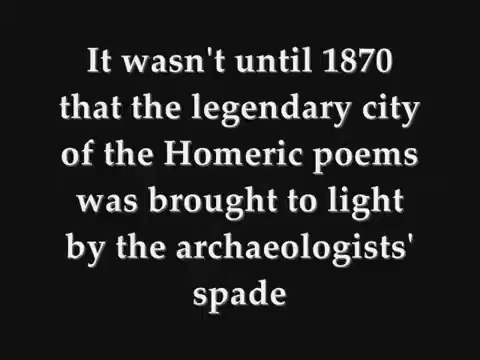 It wasn't until 1870
that the legendary city
of the Homeric poems
was brought to light
by the archaeologists'
spade